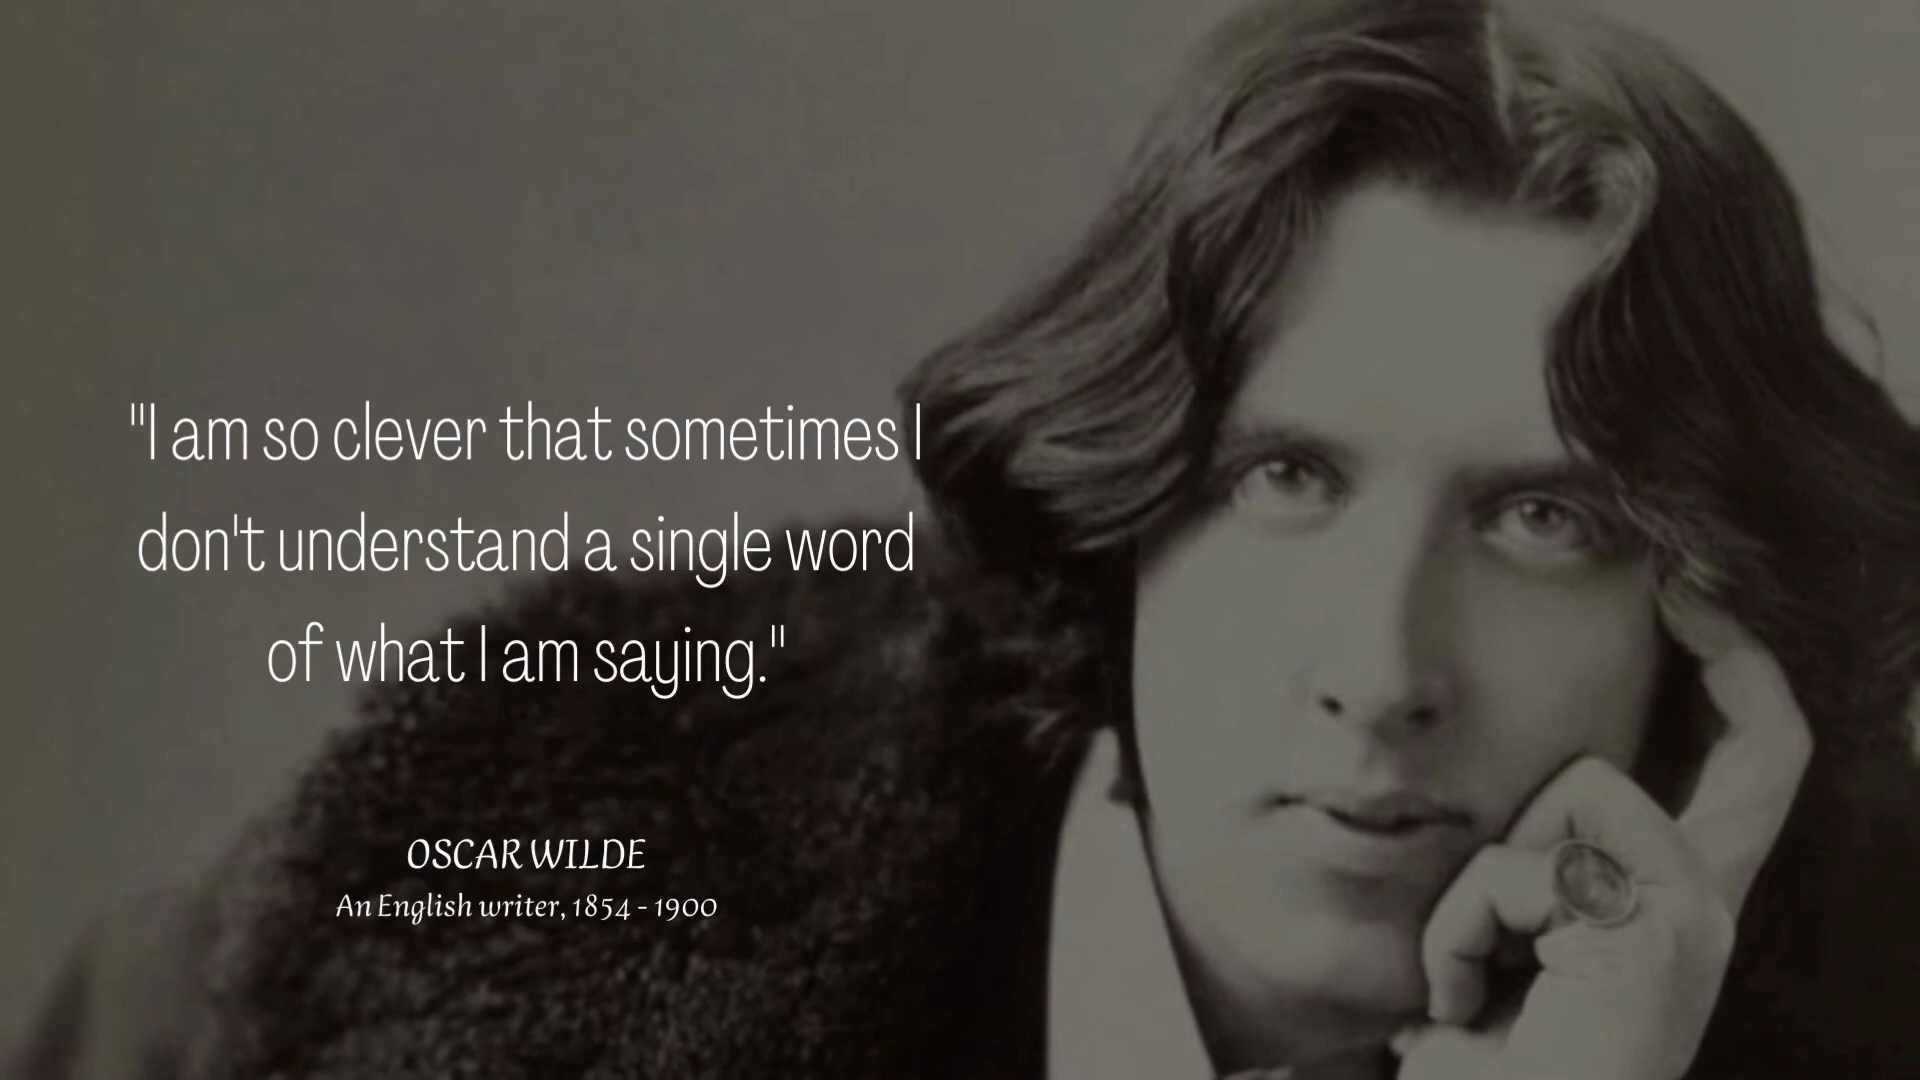 "I am so clever that sometimes I
don't understand a single word
of what I am saying."
OSCAR WILDE
An English writer, 1854 - 1900